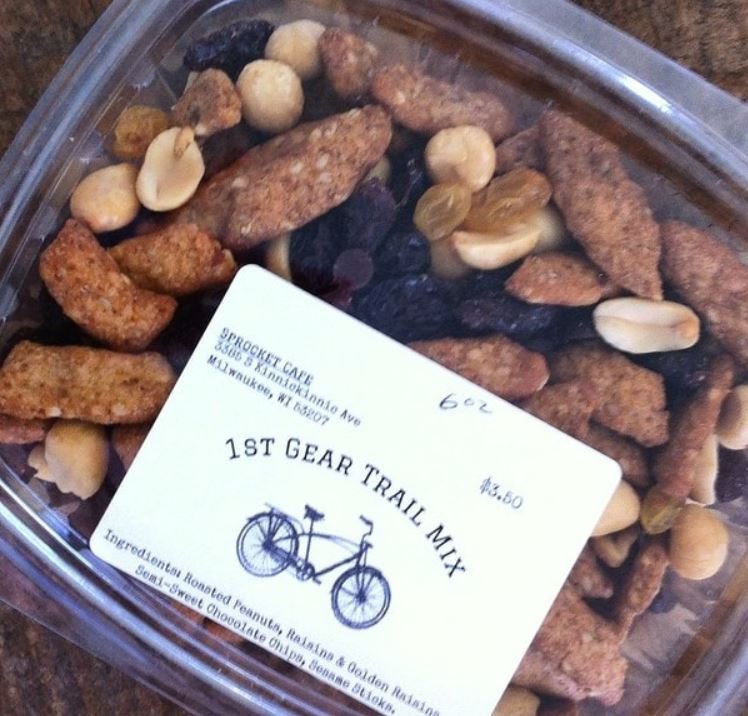 SPROCKET CAFE
3385 S Kinnickinnic Ave
Milwaukee, WI 53207
6 oz
$3.50
1ST GEAR TRAIL MIX
Ingredients: Roasted Peanuts, Raisins & Golden Raisins
Semi-Sweet Chocolate Chips, Sesame Sticks.